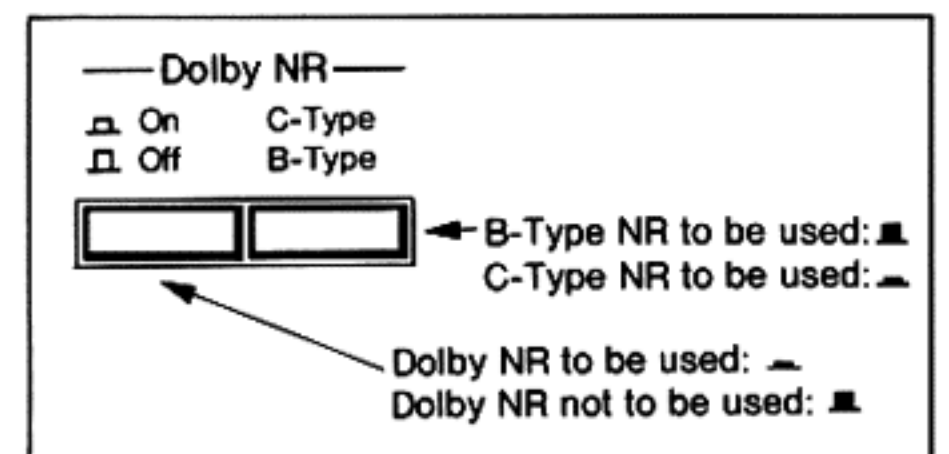 Dolby NR
On C-Type
Off B-Type
B-Type NR to be used:
C-Type NR to be used:
Dolby NR to be used:
Dolby NR not to be used: